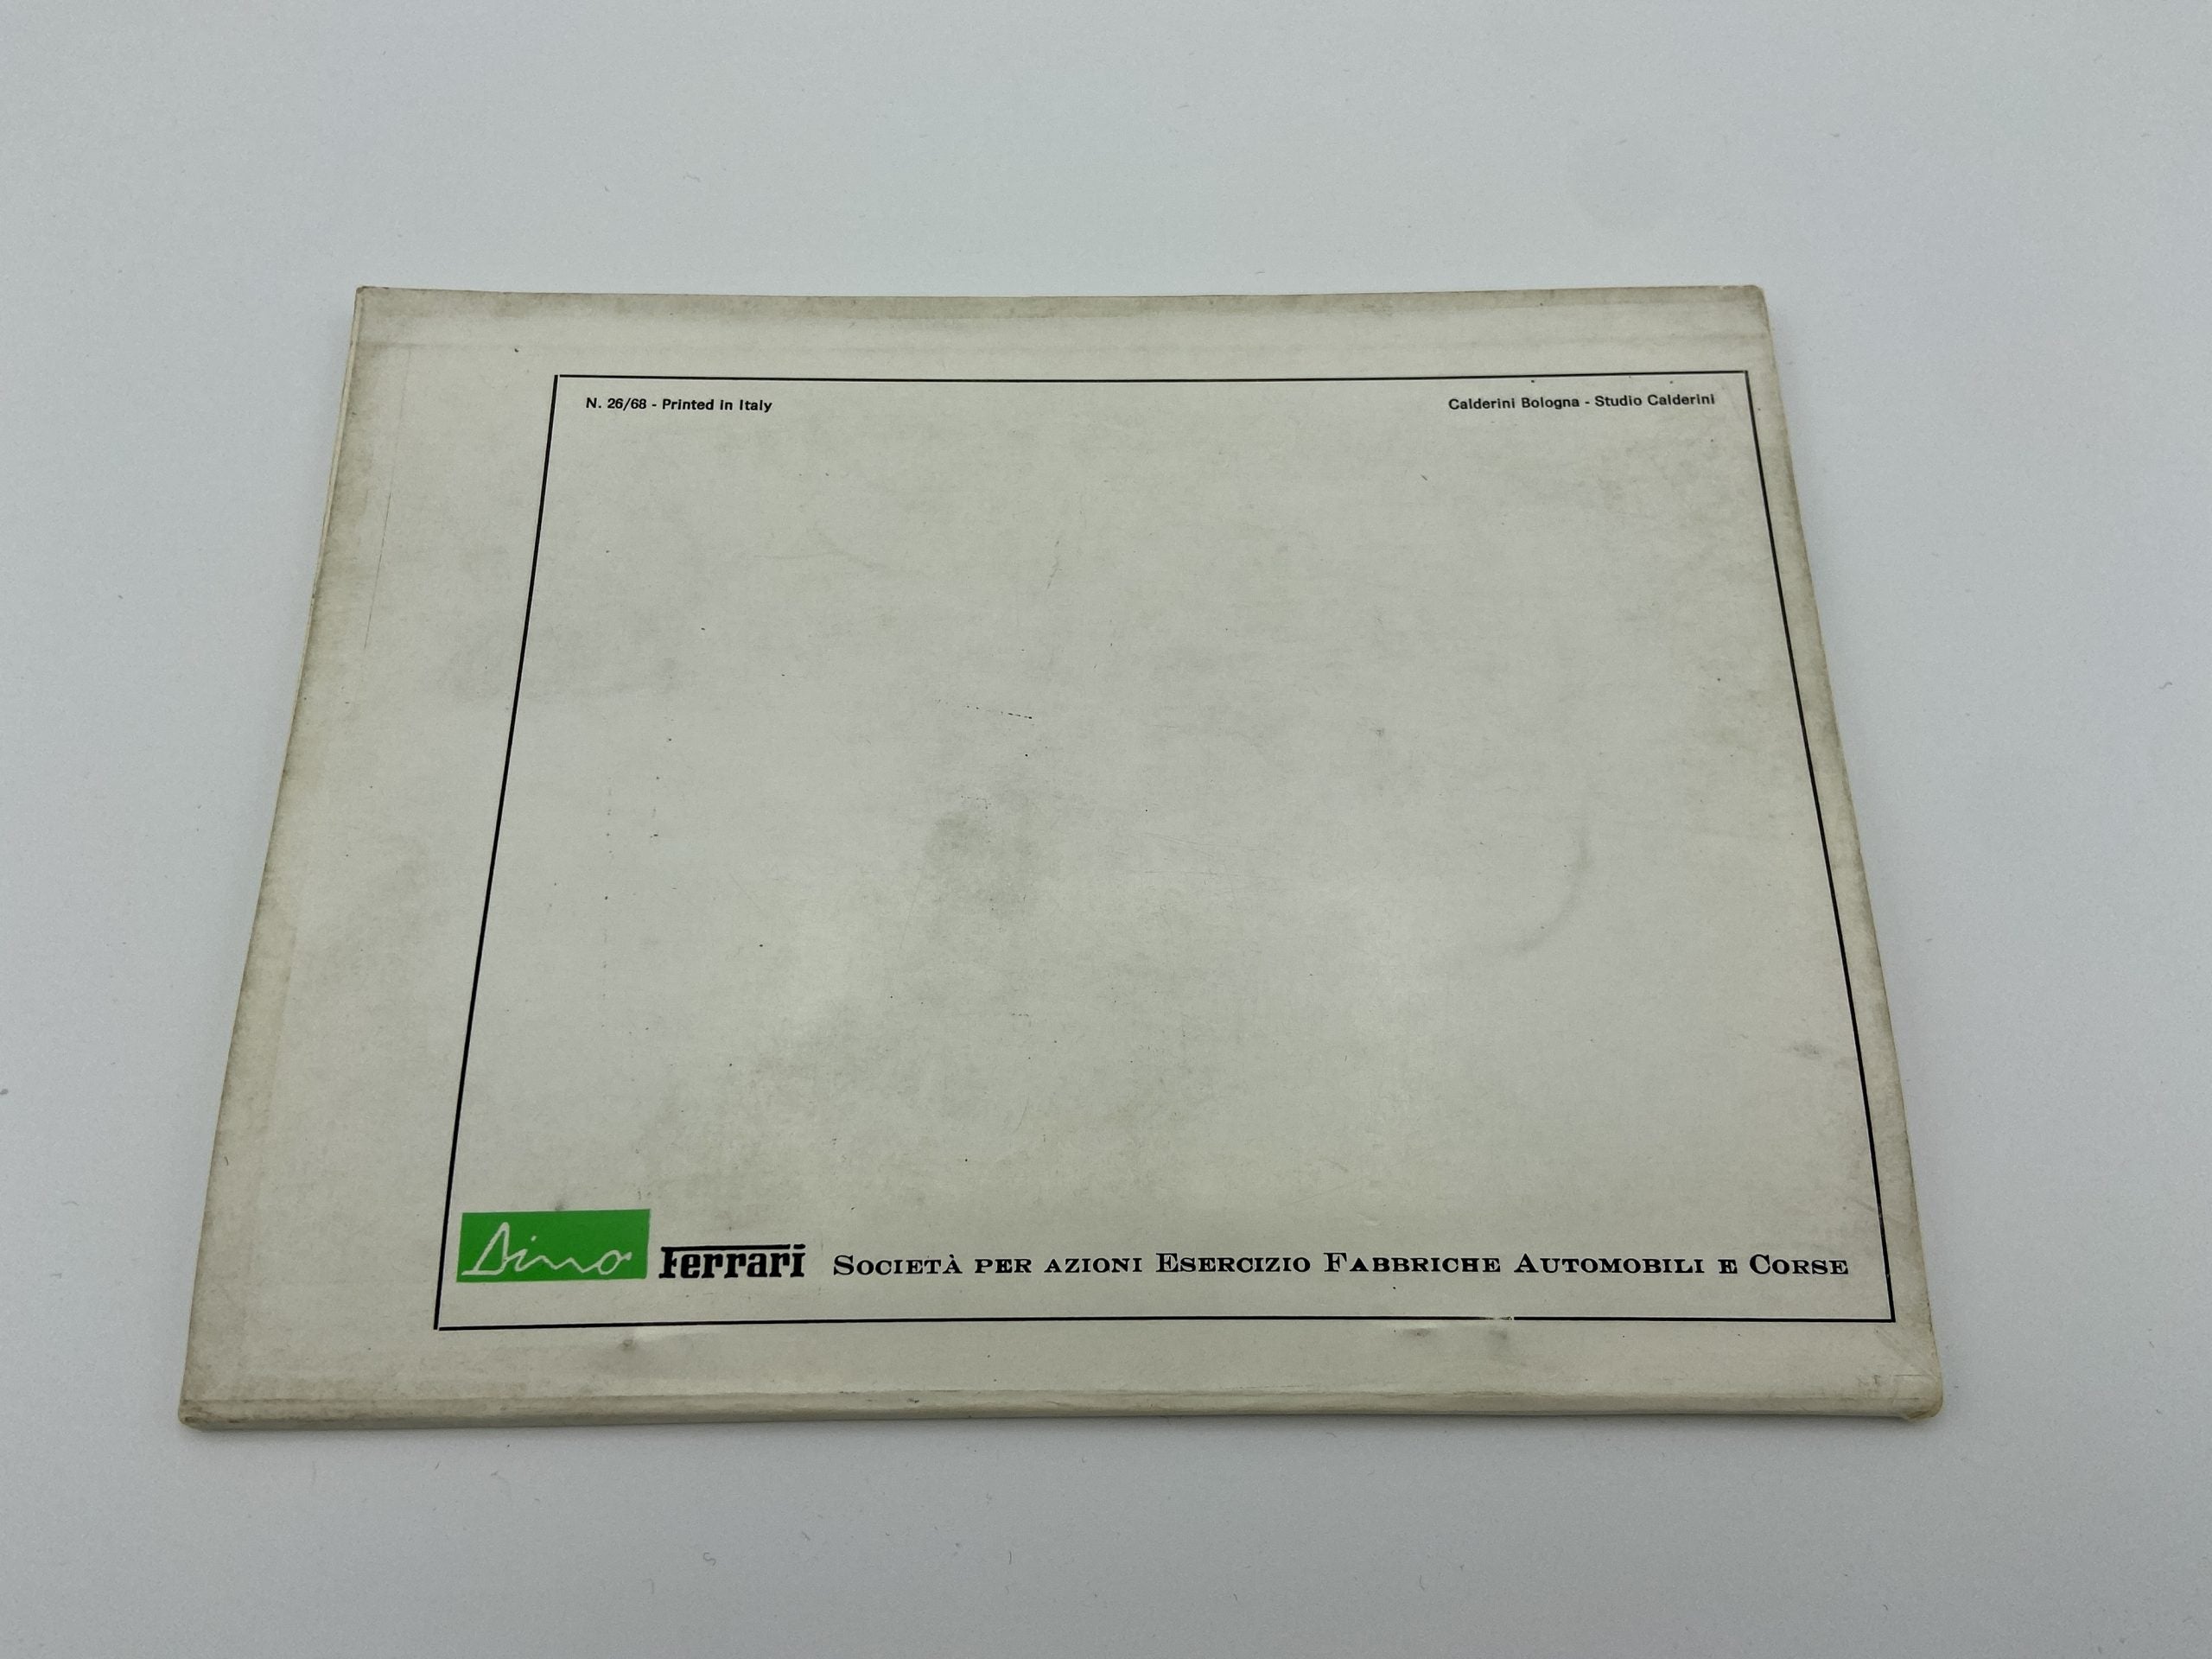 N. 26/68 - Printed in Italy
Calderini Bologna - Studio Calderini
Dino Ferrari Società per azioni Esercizio Fabbriche Automobili e Corse